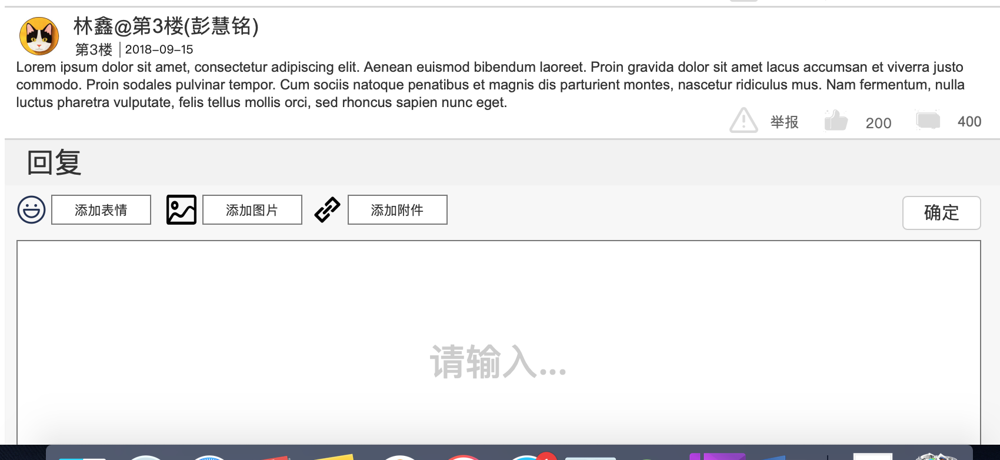 林鑫@第3楼(彭慧铭)
第3楼 | 2018-09-15
Lorem ipsum dolor sit amet, consectetur adipiscing elit. Aenean euismod bibendum laoreet. Proin gravida dolor sit amet lacus accumsan et viverra justo
commodo. Proin sodales pulvinar tempor. Cum sociis natoque penatibus et magnis dis parturient montes, nascetur ridiculus mus. Nam fermentum, nulla
luctus pharetra vulputate, felis tellus mollis orci, sed rhoncus sapien nunc eget.
举报 200 400
回复
添加表情 添加图片 添加附件 确定
请输入...